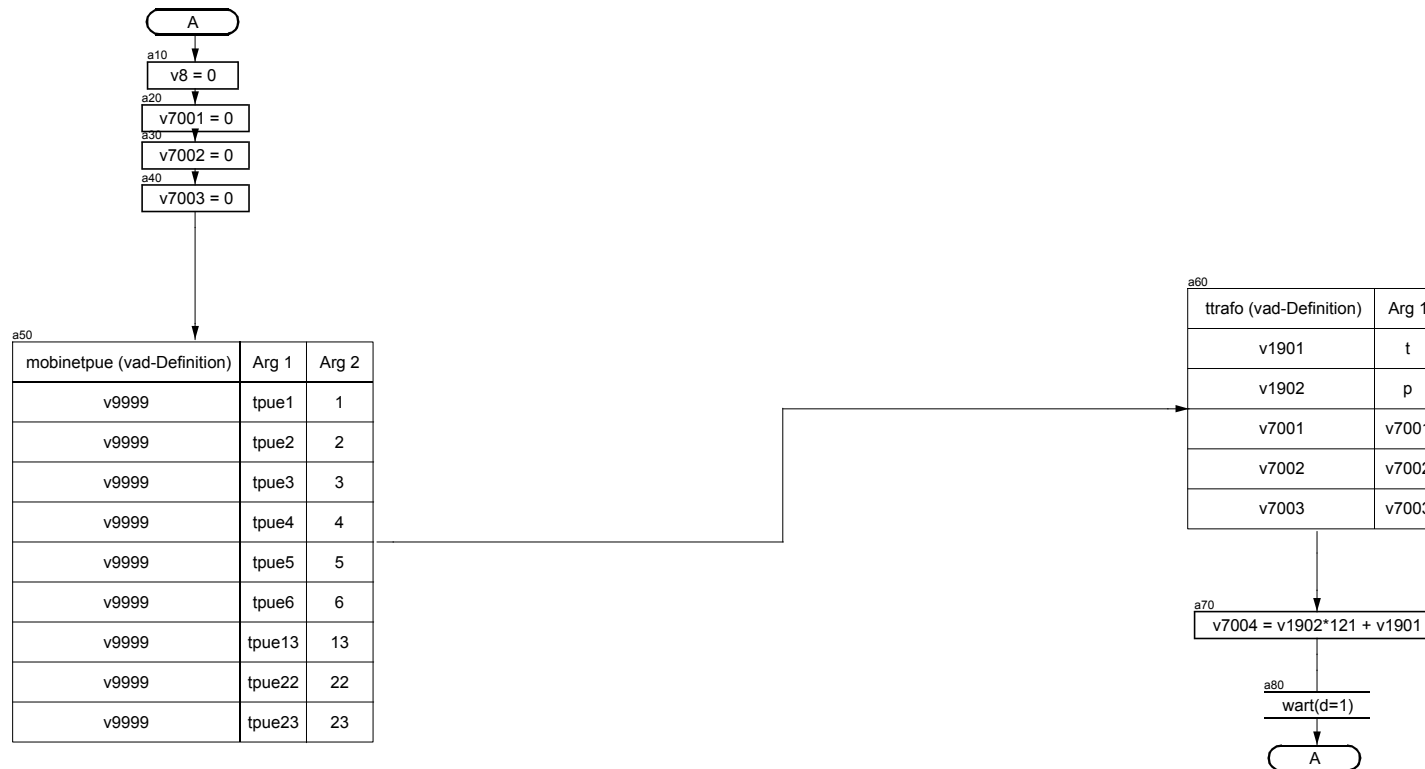 A
a10
v8 = 0
a20
v7001 = 0
a30
v7002 = 0
a40
v7003 = 0
a50
mobinetpue (vad-Definition) Arg 1 Arg 2
v9999 tpue1 1
v9999 tpue2 2
v9999 tpue3 3
v9999 tpue4 4
v9999 tpue5 5
v9999 tpue6 6
v9999 tpue13 13
v9999 tpue22 22
v9999 tpue23 23
a60
ttrafo (vad-Definition) Arg 1
v1901 t
v1902 p
v7001 v7001
v7002 v7002
v7003 v7003
a70
v7004 = v1902*121 + v1901
a80
wart(d=1)
A